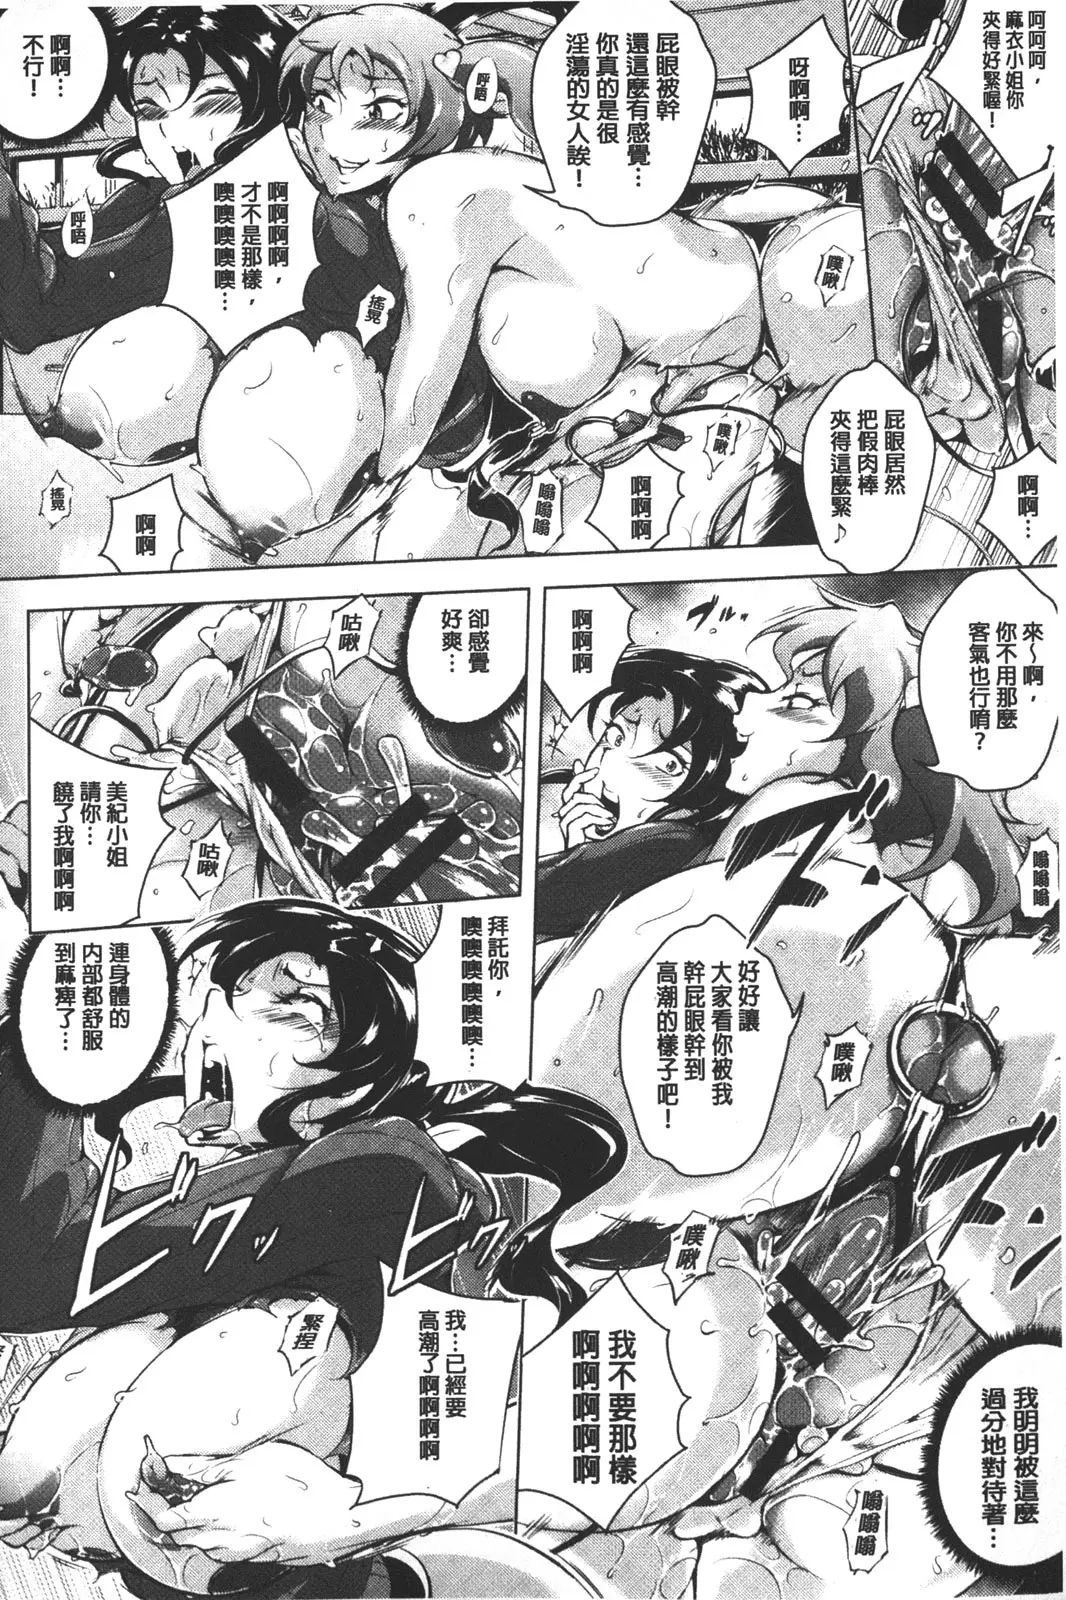 呵呵呵，
麻衣小姐你
夾得好緊喔！
呀啊啊…
屁眼被幹
還這麼有感覺
你真的是很
淫蕩的女人誒！
呼唔
啊啊…
不行！
啊啊啊啊，
才不是那樣，
噢噢噢噢噢…
呼唔
搖晃
搖晃
噗啾
噗啾
嗡嗡嗡
啊啊啊
啊啊
屁眼居然
把假肉棒
夾得這麼緊♪
啊啊…
來～啊，
你不用那麼
客氣也行唷？
啊啊啊
嗡嗡嗡
好好讓
大家看你被我
幹屁眼幹到
高潮的樣子吧！
噗啾
噗啾
我不要那樣
啊啊啊啊啊
嗡嗡嗡
我明明被這麼
過分地對待著…
卻感覺
好爽…
咕啾
咕啾
美紀小姐
請你…
饒了我啊啊啊
拜託你，
噢噢噢噢噢…
連身體的
內部都舒服
到麻痺了…
ビグッ
ビグ
緊捏
我…已經要
高潮了啊啊啊啊